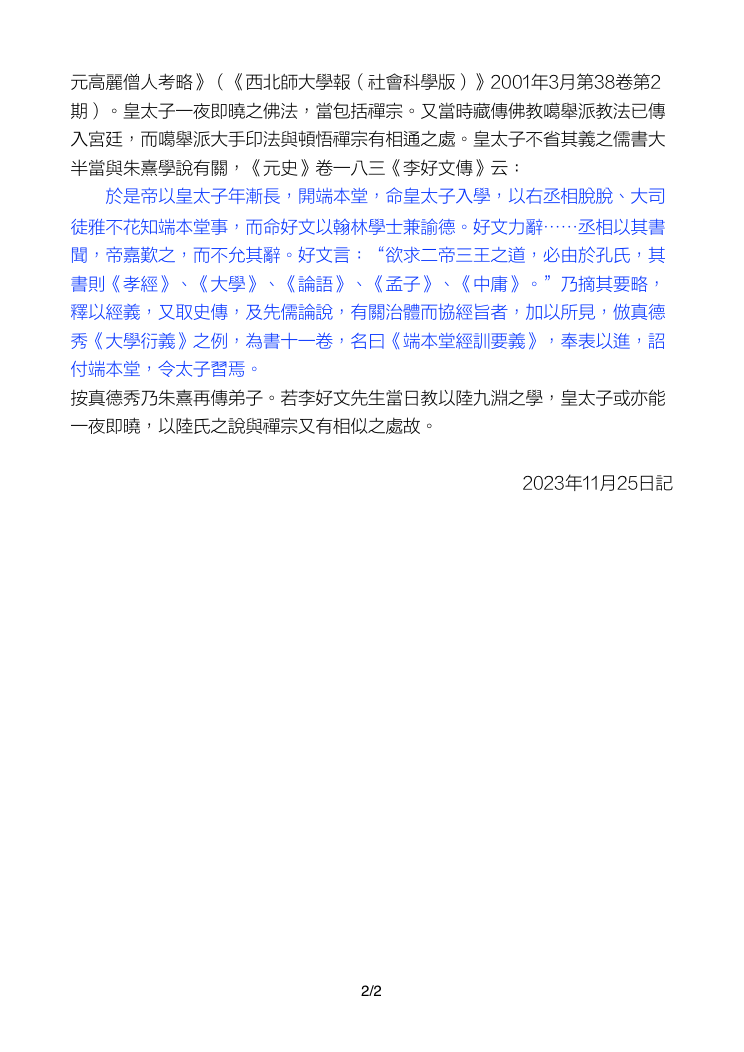 元高麗僧人考略》（《西北師大學報（社會科學版）》2001年3月第38卷第2
期）。皇太子一夜即曉之佛法，當包括禪宗。又當時藏傳佛教噶舉派教法已傳
入宮廷，而噶舉派大手印法與頓悟禪宗有相通之處。皇太子不省其義之儒書大
半當與朱熹學說有關，《元史》卷一八三《李好文傳》云：
於是帝以皇太子年漸長，開端本堂，命皇太子入學，以右丞相脫脫、大司
徒雅不花知端本堂事，而命好文以翰林學士兼諭德。好文力辭……丞相以其書
聞，帝嘉歎之，而不允其辭。好文言：“欲求二帝三王之道，必由於孔氏，其
書則《孝經》、《大學》、《論語》、《孟子》、《中庸》。”乃摘其要略，
釋以經義，又取史傳，及先儒論說，有關治體而協經旨者，加以所見，倣真德
秀《大學衍義》之例，為書十一卷，名曰《端本堂經訓要義》，奉表以進，詔
付端本堂，令太子習焉。
按真德秀乃朱熹再傳弟子。若李好文先生當日教以陸九淵之學，皇太子或亦能
一夜即曉，以陸氏之說與禪宗又有相似之處故。
2023年11月25日記
2/2